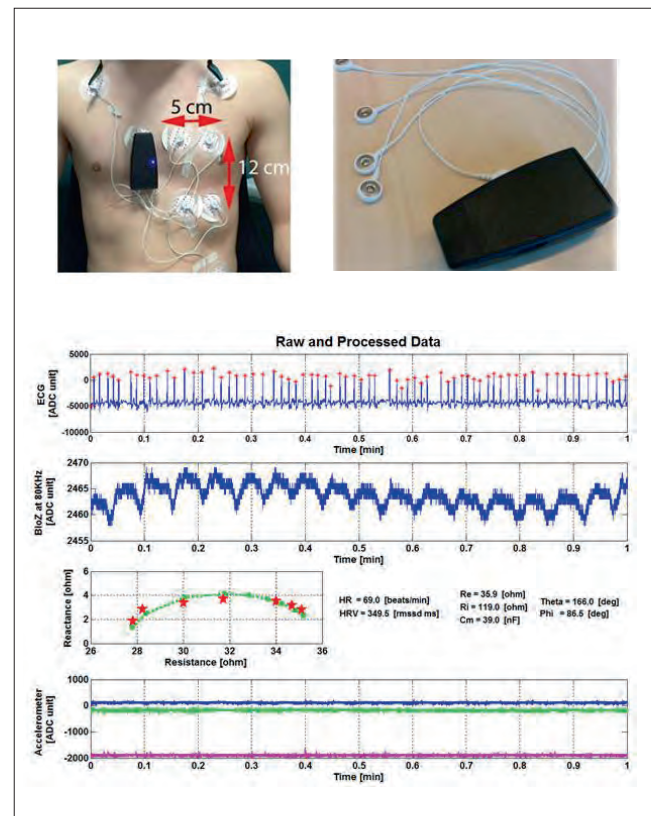 5 cm
12 cm
Raw and Processed Data
ECG
[ADC unit]
5000
0
-5000
-10000
0 0.1 0.2 0.3 0.4 0.5 0.6 0.7 0.8 0.9 1
Time [min]
BioZ at 80KHz
[ADC unit]
2470
2465
2460
2455
0 0.1 0.2 0.3 0.4 0.5 0.6 0.7 0.8 0.9 1
Time [min]
Reactance [ohm]
6
4
2
0
26 28 30 32 34 36
Resistance [ohm]
HR = 69.0 [beats/min]
HRV = 349.5 [rmssd ms]
Re = 35.9 [ohm]
Ri = 119.0 [ohm]
Cm = 39.0 [nF]
Theta = 166.0 [deg]
Phi = 86.5 [deg]
Accelerometer
[ADC unit]
1000
0
-1000
-2000
0 0.1 0.2 0.3 0.4 0.5 0.6 0.7 0.8 0.9 1
Time [min]